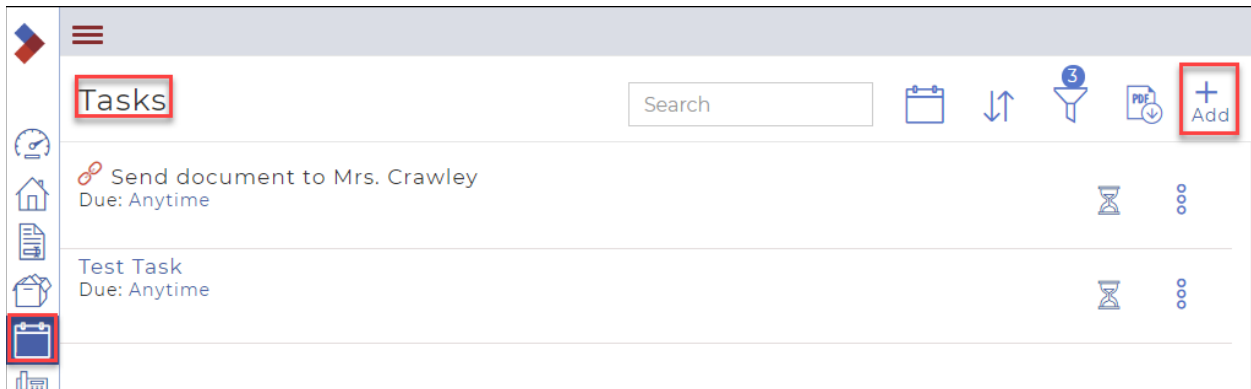 3
Tasks
Search
PDF
Add
Send document to Mrs. Crawley
Due: Anytime
Test Task
Due: Anytime